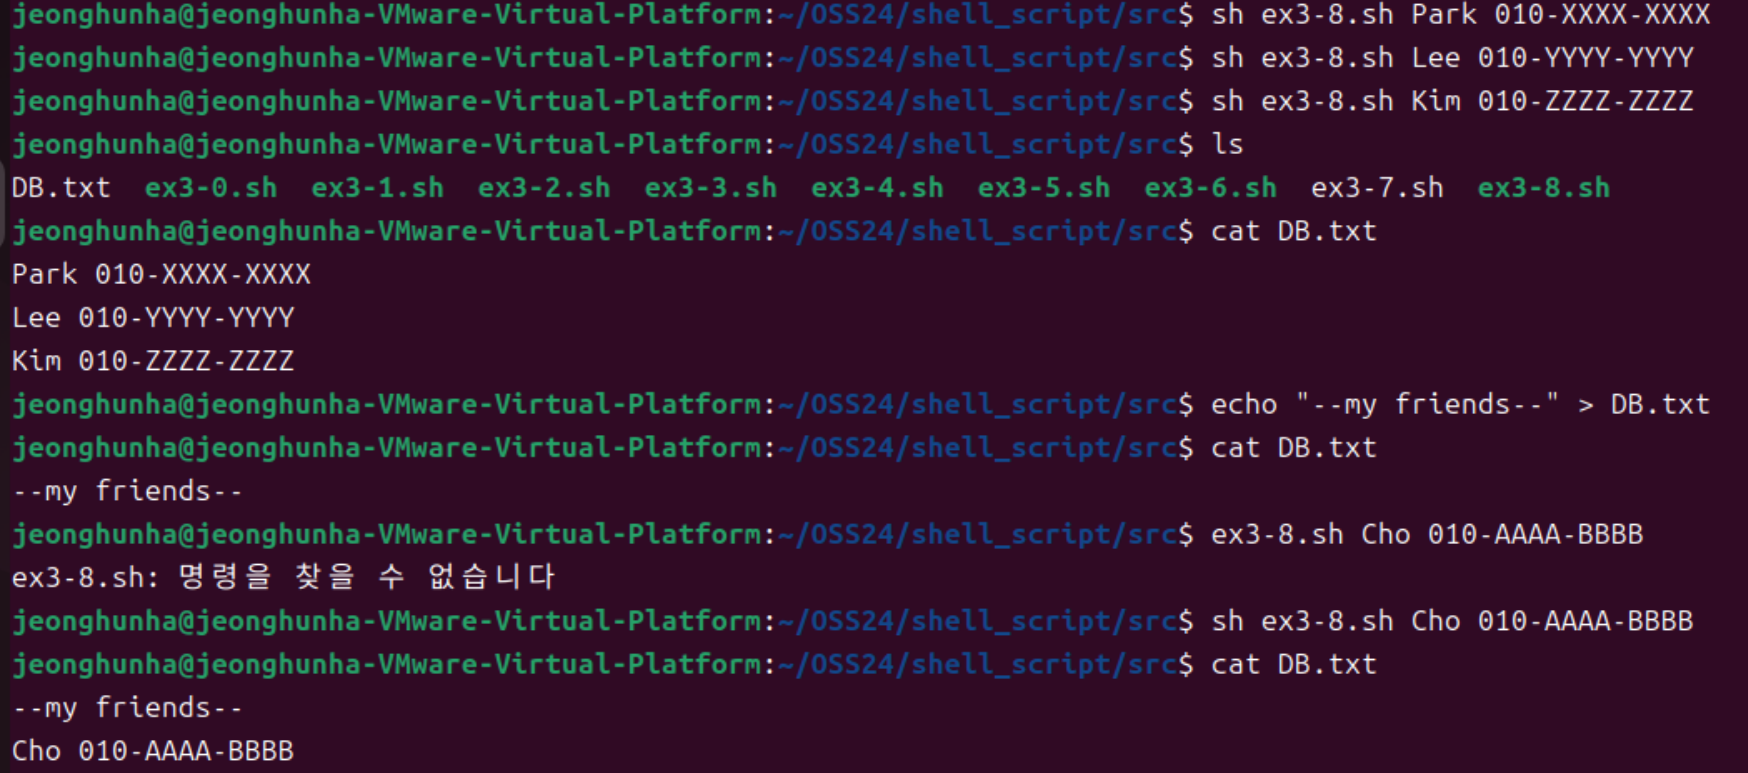 jeonghunha@jeonghunha-VMware-Virtual-Platform:~/OSS24/shell_script/src$ sh ex3-8.sh Park 010-XXXX-XXXX
jeonghunha@jeonghunha-VMware-Virtual-Platform:~/OSS24/shell_script/src$ sh ex3-8.sh Lee 010-YYYY-YYYY
jeonghunha@jeonghunha-VMware-Virtual-Platform:~/OSS24/shell_script/src$ sh ex3-8.sh Kim 010-ZZZZ-ZZZZ
jeonghunha@jeonghunha-VMware-Virtual-Platform:~/OSS24/shell_script/src$ ls
DB.txt  ex3-0.sh  ex3-1.sh  ex3-2.sh  ex3-3.sh  ex3-4.sh  ex3-5.sh  ex3-6.sh  ex3-7.sh  ex3-8.sh
jeonghunha@jeonghunha-VMware-Virtual-Platform:~/OSS24/shell_script/src$ cat DB.txt
Park 010-XXXX-XXXX
Lee 010-YYYY-YYYY
Kim 010-ZZZZ-ZZZZ
jeonghunha@jeonghunha-VMware-Virtual-Platform:~/OSS24/shell_script/src$ echo "--my friends--" > DB.txt
jeonghunha@jeonghunha-VMware-Virtual-Platform:~/OSS24/shell_script/src$ cat DB.txt
--my friends--
jeonghunha@jeonghunha-VMware-Virtual-Platform:~/OSS24/shell_script/src$ ex3-8.sh Cho 010-AAAA-BBBB
ex3-8.sh: 명령을 찾을 수 없습니다
jeonghunha@jeonghunha-VMware-Virtual-Platform:~/OSS24/shell_script/src$ sh ex3-8.sh Cho 010-AAAA-BBBB
jeonghunha@jeonghunha-VMware-Virtual-Platform:~/OSS24/shell_script/src$ cat DB.txt
--my friends--
Cho 010-AAAA-BBBB